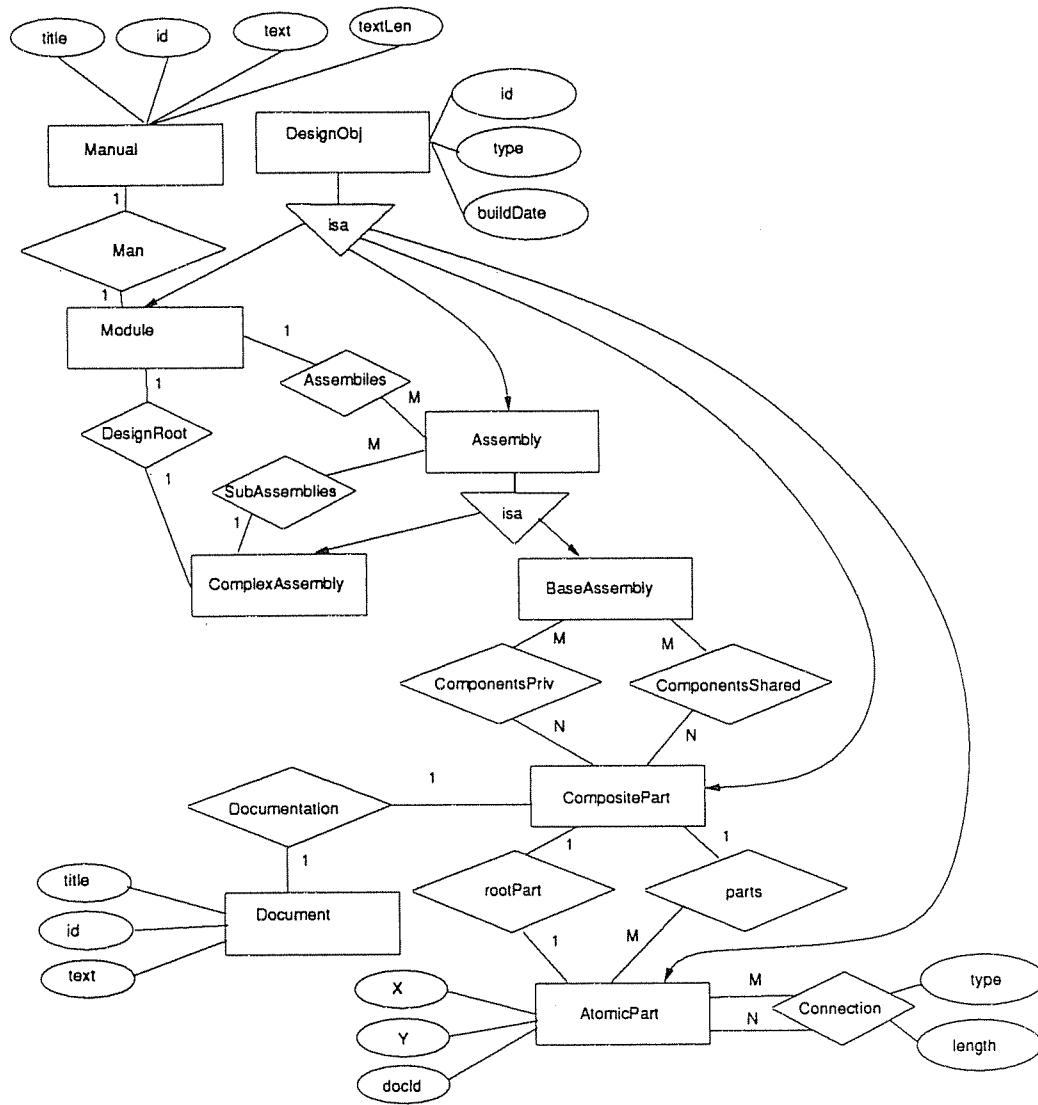 title
id
text
textLen
id
type
buildDate
Manual
DesignObj
1
isa
Man
1
Module
1
1
Assembiles
M
DesignRoot
M
Assembly
1
SubAssemblies
1
isa
ComplexAssembly
BaseAssembly
M
M
ComponentsPriv
ComponentsShared
N
N
1
CompositePart
Documentation
1
1
1
title
rootPart
parts
Document
id
1
M
text
X
M
type
AtomicPart
Connection
Y
N
length
docId